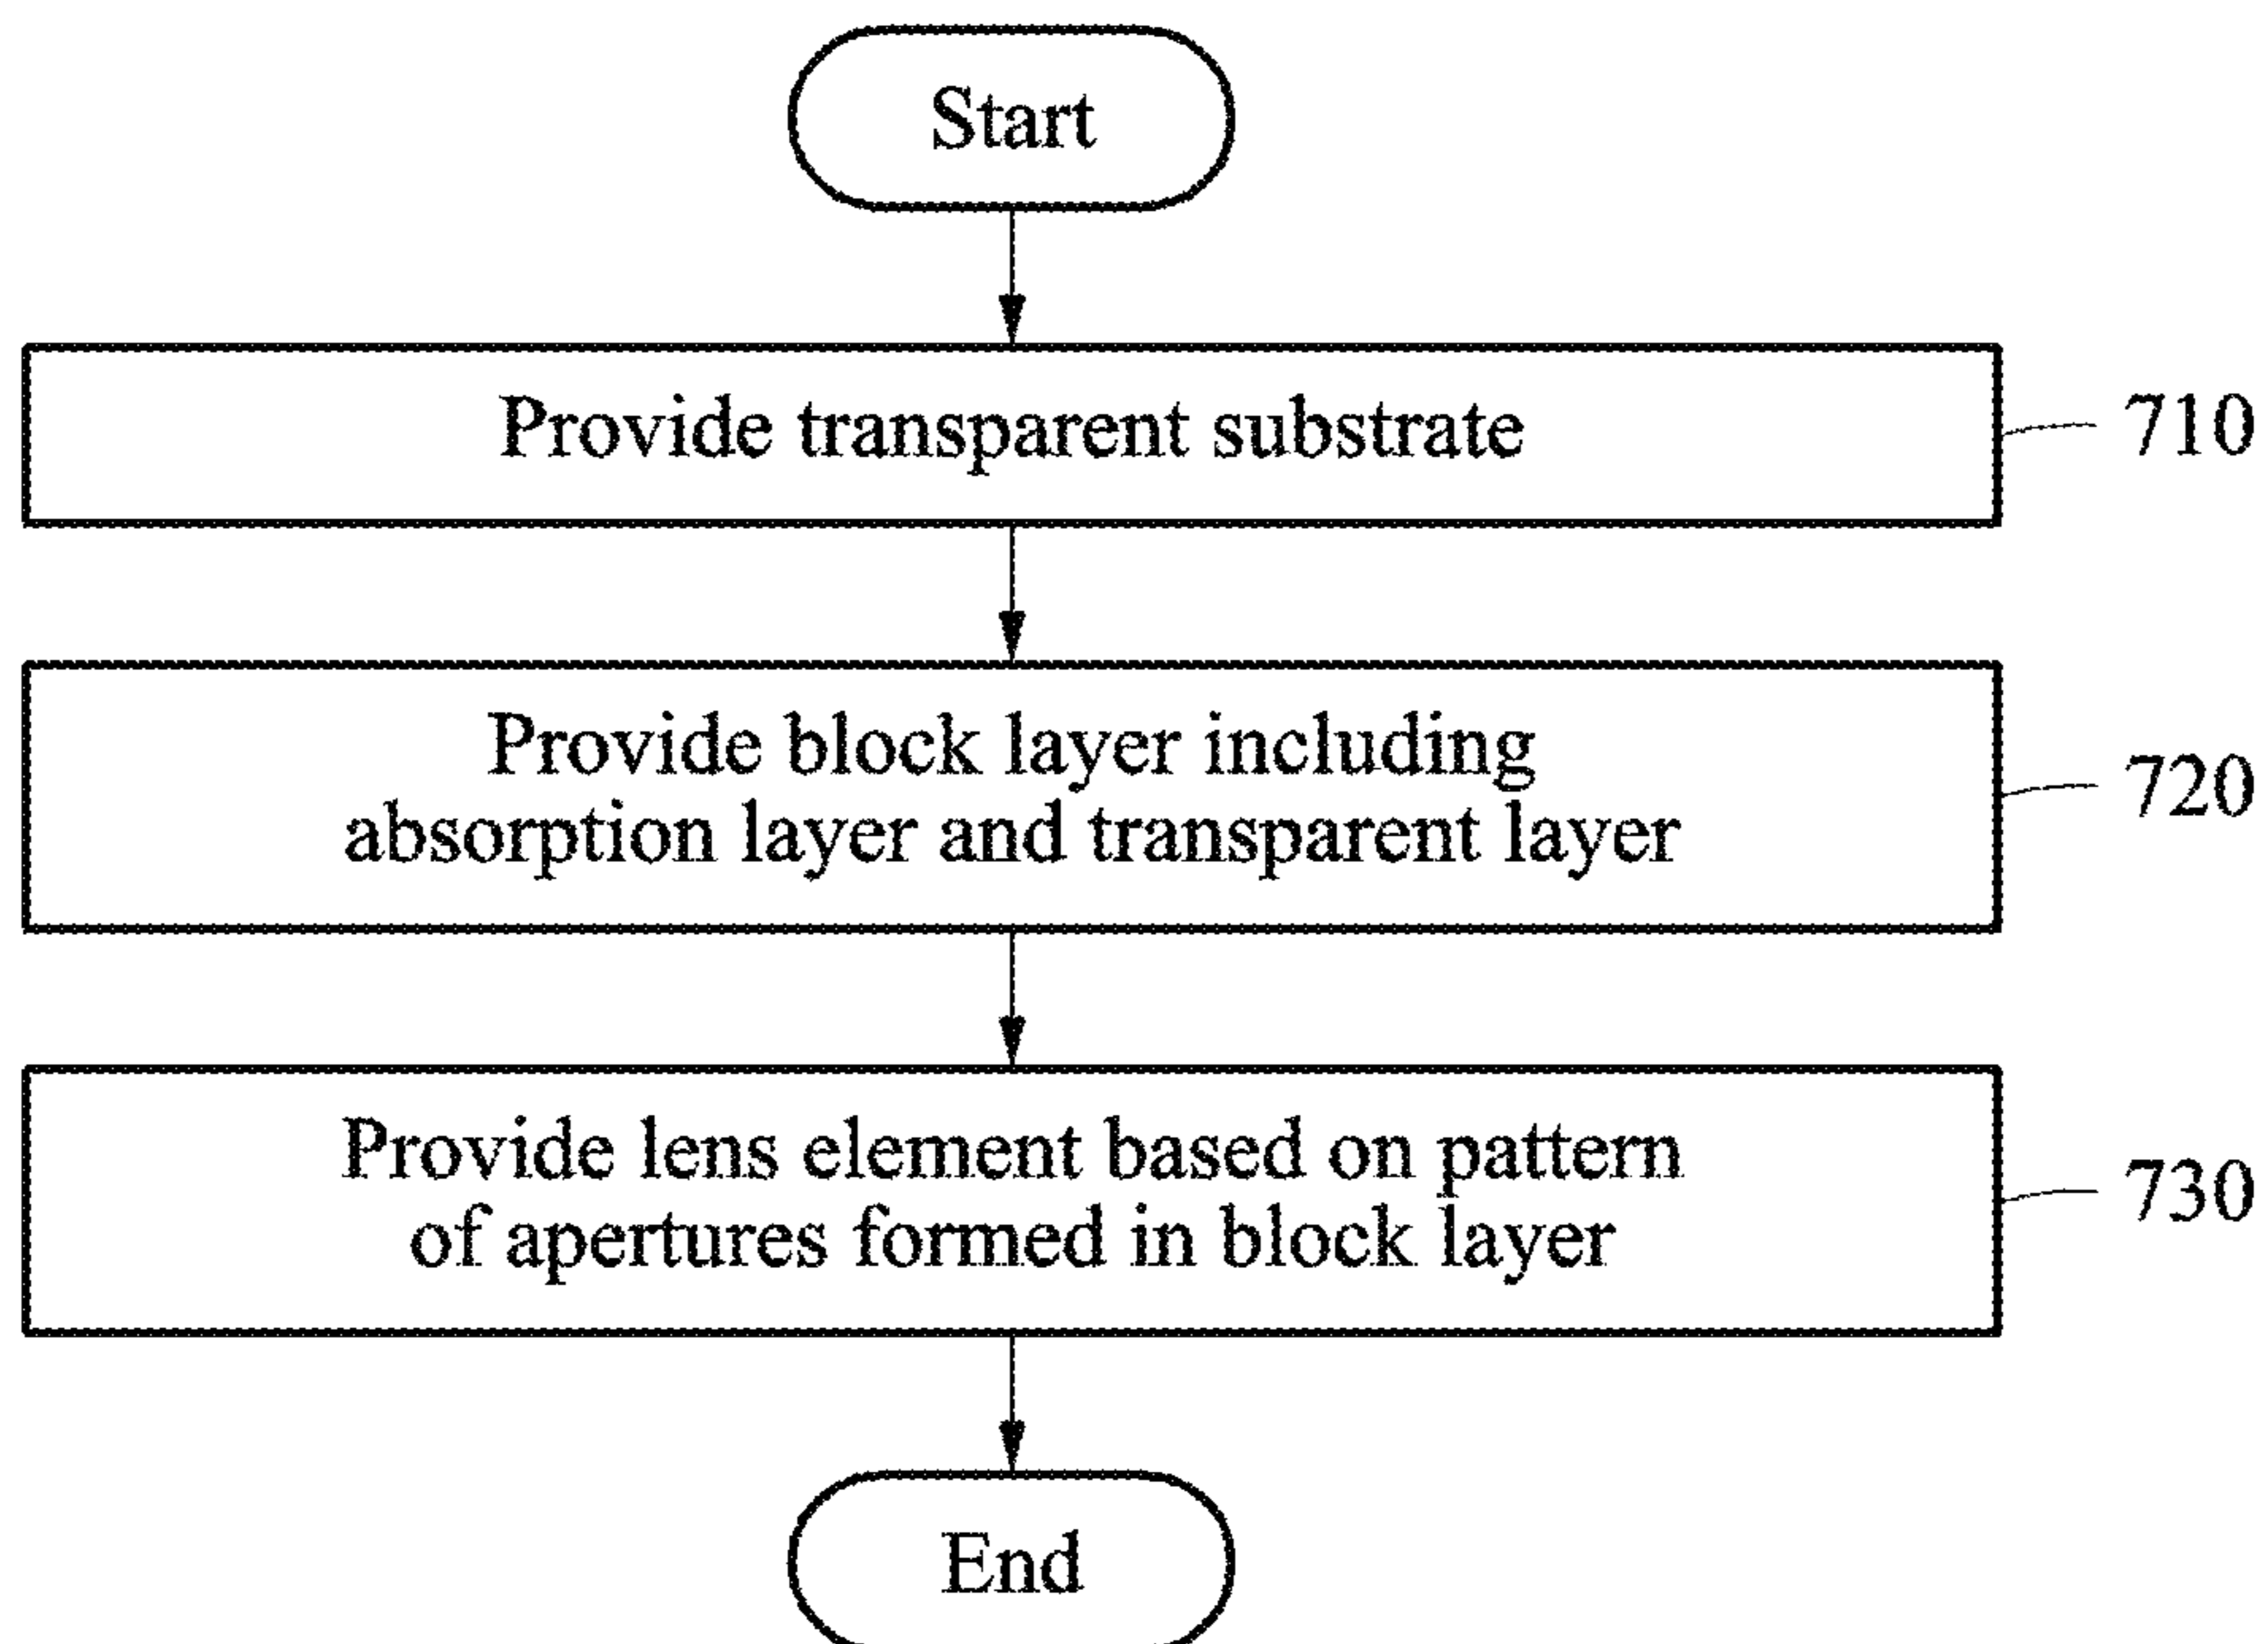 Start
Provide transparent substrate
710
Provide block layer including
absorption layer and transparent layer
720
Provide lens element based on pattern
of apertures formed in block layer
730
End